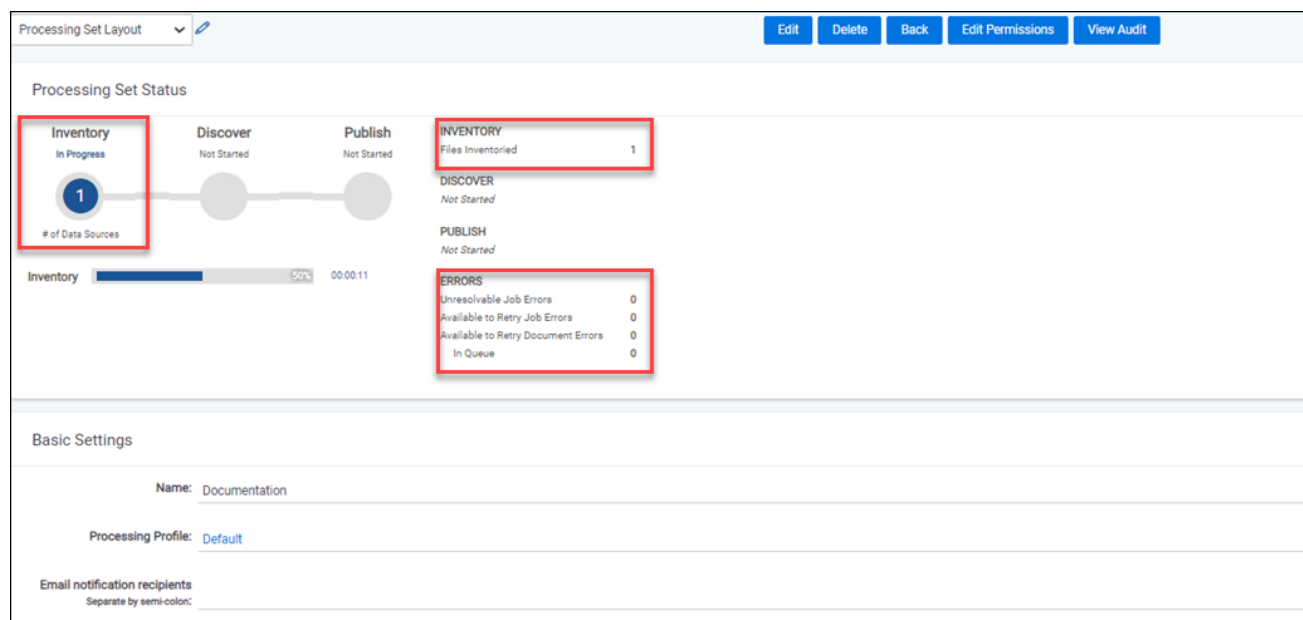 Processing Set Layout
Edit Delete Back Edit Permissions View Audit
Processing Set Status
Inventory Discover Publish
In Progress Not Started Not Started
1
# of Data Sources
Inventory 50% 00:00:11
INVENTORY
Files Inventoried 1
DISCOVER
Not Started
PUBLISH
Not Started
ERRORS
Unresolvable Job Errors 0
Available to Retry Job Errors 0
Available to Retry Document Errors 0
In Queue 0
Basic Settings
Name: Documentation
Processing Profile: Default
Email notification recipients
Separate by semi-colon: